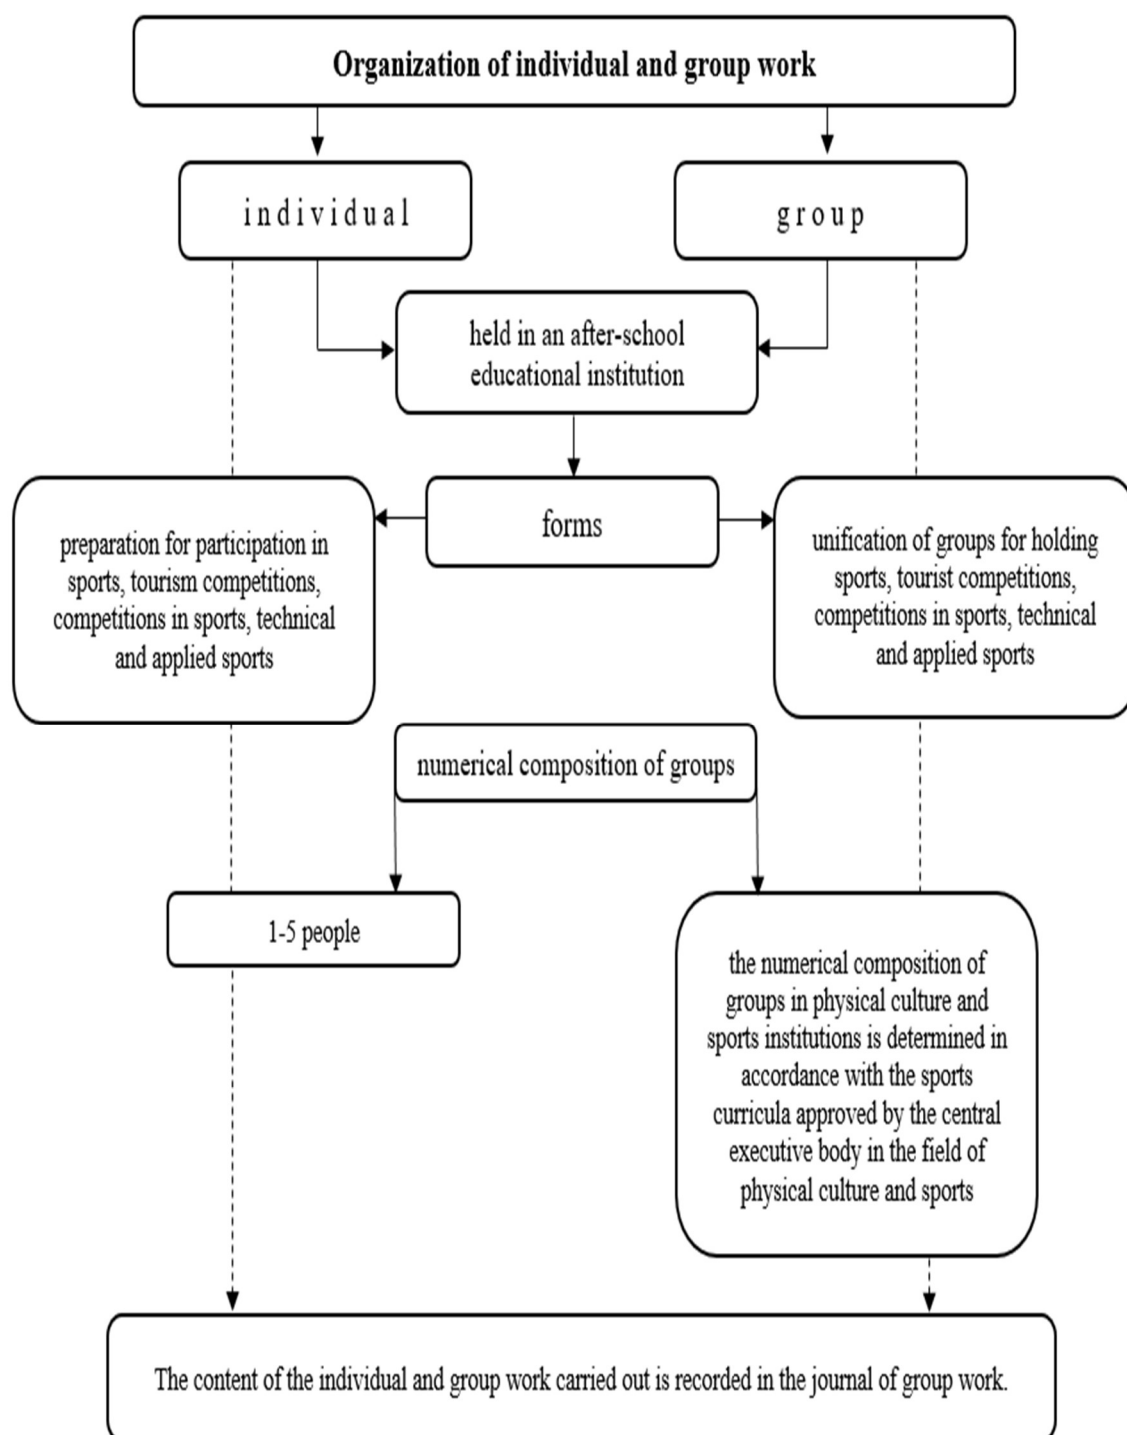 Organization of individual and group work
individual
group
held in an after-school
educational institution
forms
preparation for participation in
sports, tourism competitions,
competitions in sports, technical
and applied sports
unification of groups for holding
sports, tourist competitions,
competitions in sports, technical
and applied sports
numerical composition of groups
1-5 people
the numerical composition of
groups in physical culture and
sports institutions is determined in
accordance with the sports
curricula approved by the central
executive body in the field of
physical culture and sports
The content of the individual and group work carried out is recorded in the journal of group work.